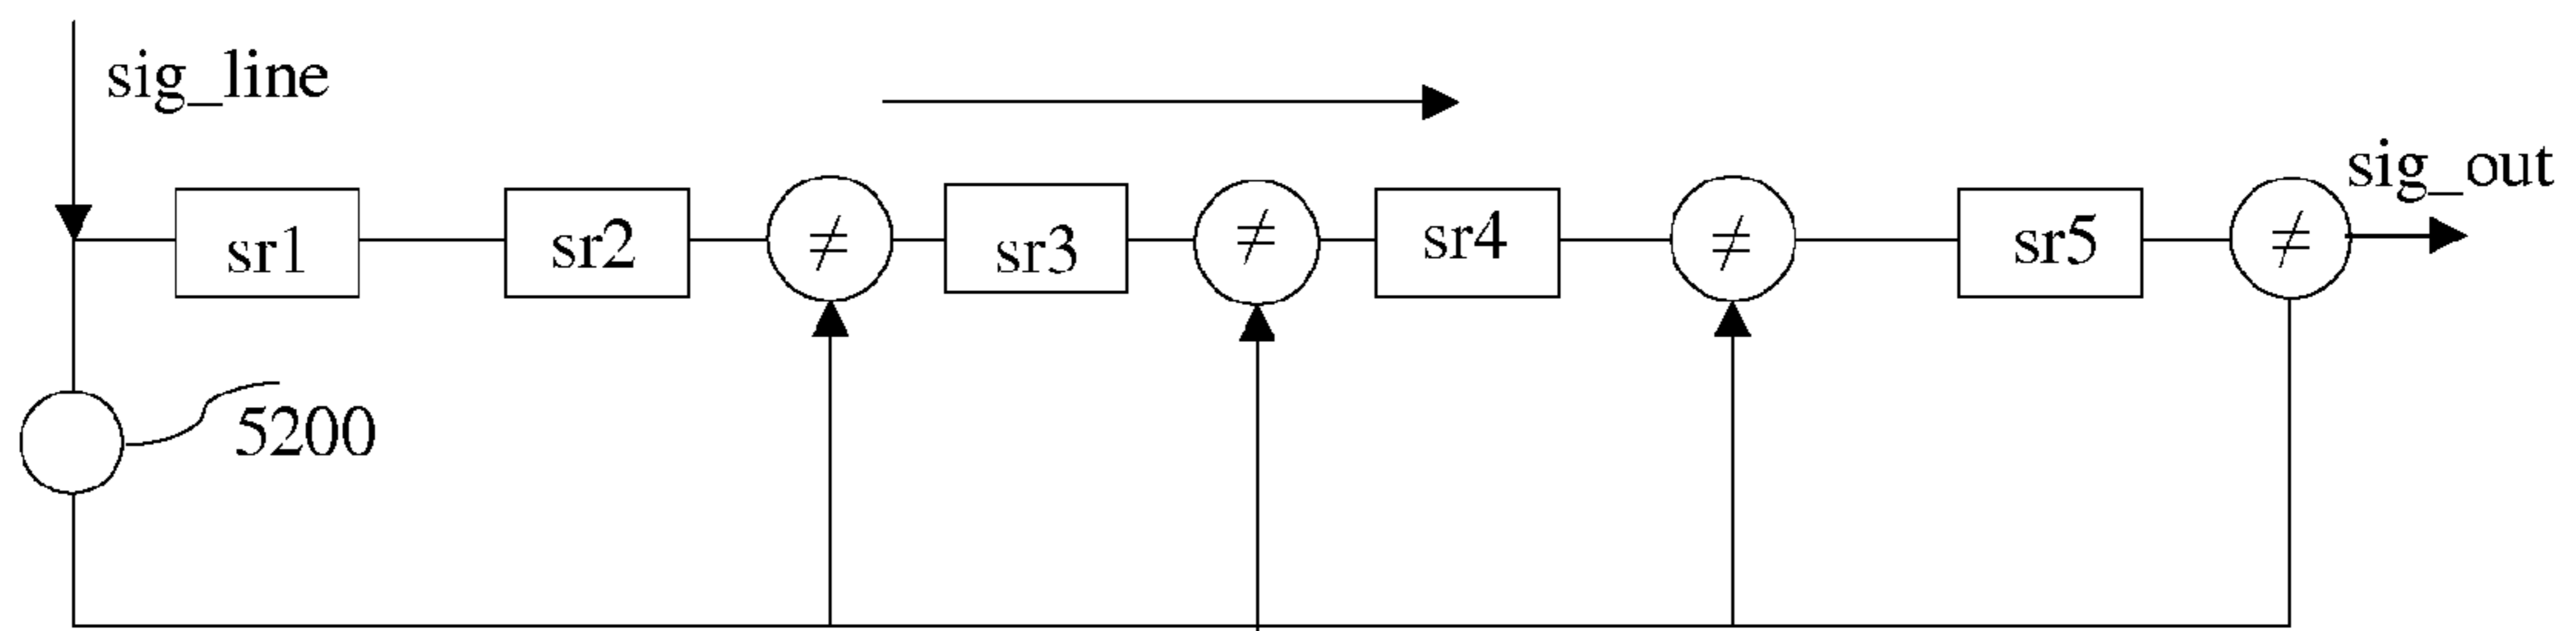 sig_line
sig_out
sr1 sr2 ≠ sr3 ≠ sr4 ≠ sr5 ≠
5200